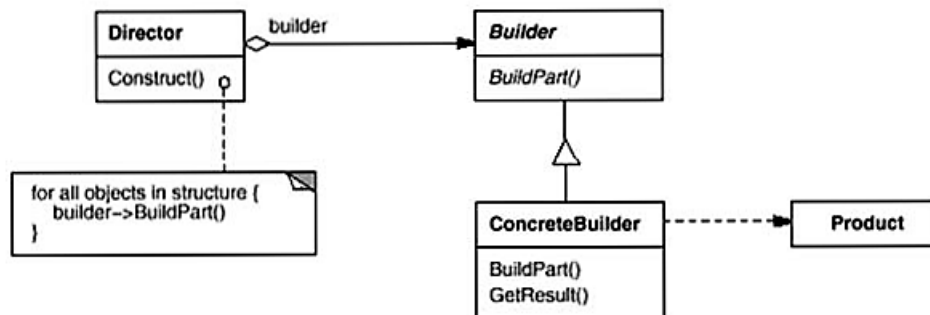 Director
Construct()
builder
Builder
BuildPart()
for all objects in structure {
builder->BuildPart()
}
ConcreteBuilder
BuildPart()
GetResult()
Product